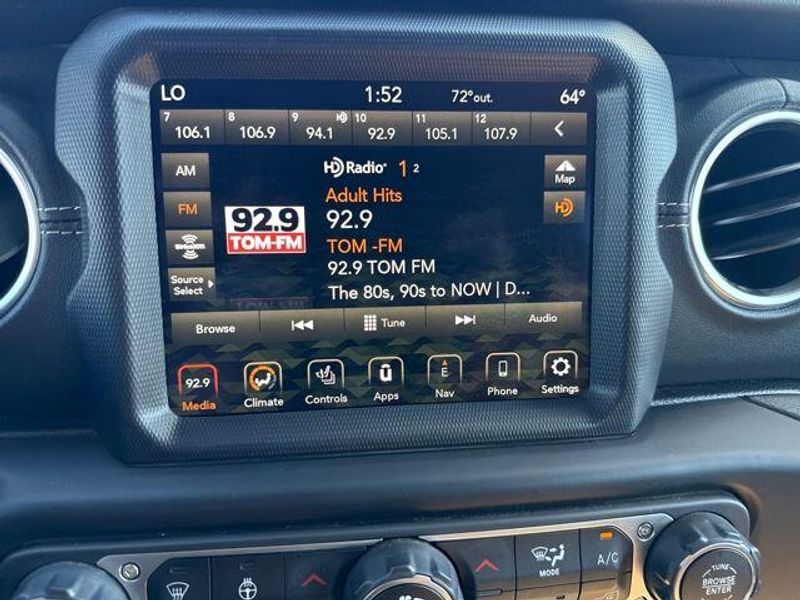 LO 1:52 72°out. 64°
7 8 9 HD 10 11 12
106.1 106.9 94.1 92.9 105.1 107.9
AM HD Radio 1 2 Map
Adult Hits
FM 92.9 TOM-FM 92.9 HD
TOM -FM
SiriusXM 92.9 TOM FM
Source Select The 80s, 90s to NOW | D...
Browse Tune Audio
92.9 E
Media Climate Controls Apps Nav Phone Settings
MODE A/C TUNE
BROWSE
ENTER